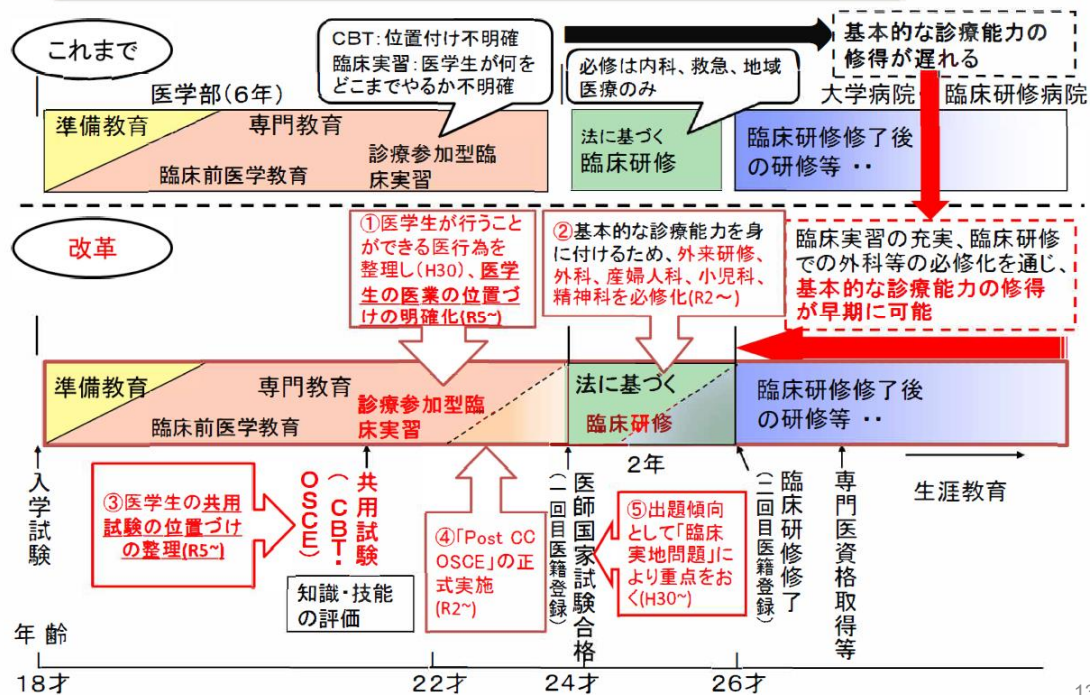 これまで
CBT:位置付け不明確
臨床実習:医学生が何を
どこまでやるか不明確
必修は内科、救急、地域
医療のみ
基本的な診療能力の
修得が遅れる
医学部(6年)
大学病院
臨床研修病院
準備教育
専門教育
臨床前医学教育
診療参加型臨
床実習
法に基づく
臨床研修
臨床研修修了後
の研修等 ‥
改革
①医学生が行うこと
ができる医行為を
整理し(H30)、医学
生の医業の位置づ
けの明確化(R5~)
②基本的な診療能力を身
に付けるため、外来研修、
外科、産婦人科、小児科、
精神科を必修化(R2～)
臨床実習の充実、臨床研修
での外科等の必修化を通じ、
基本的な診療能力の修得
が早期に可能
準備教育
専門教育
臨床前医学教育
診療参加型臨
床実習
法に基づく
臨床研修
臨床研修修了後
の研修等 ‥
2年
入学試験
③医学生の共用
試験の位置づけ
の整理(R5~)
共用試験
(CBT・
OSCE)
知識・技能
の評価
④「Post CC
OSCE」の正
式実施
(R2~)
医師国家試験合格
(一回目医籍登録)
⑤出題傾向
として「臨床
実地問題」に
より重点をお
く(H30~)
臨床研修修了
(二回目医籍登録)
専門医資格取得等
生涯教育
年 齢
18才
22才
24才
26才